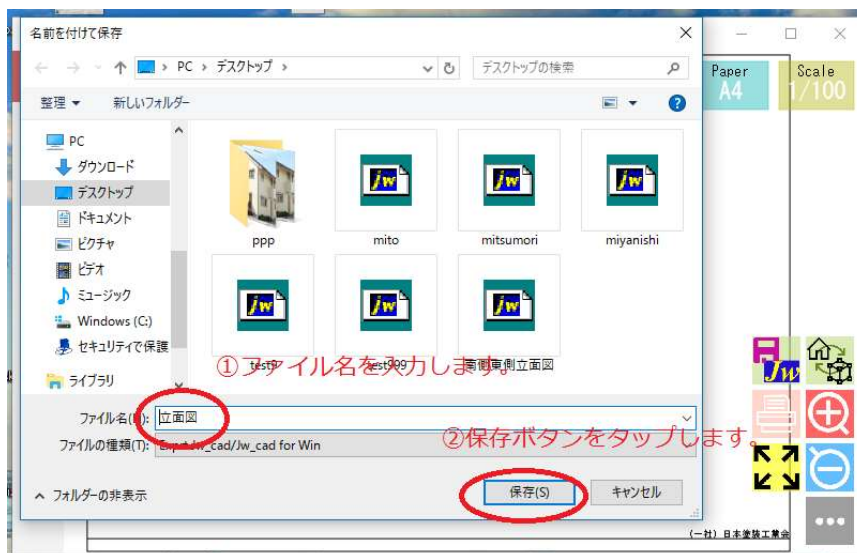 名前を付けて保存
PC › デスクトップ ›
デスクトップの検索
整理 新しいフォルダー
Paper
A4
Scale
1/100
PC
ダウンロード
デスクトップ
ドキュメント
ピクチャ
ビデオ
ミュージック
Windows (C:)
セキュリティで保護
ライブラリ
ppp
mito
mitsumori
miyanishi
test9
test999
南側東側立面図
①ファイル名を入力します。
ファイル名(N): 立面図
ファイルの種類(T): Expt Jw_cad/Jw_cad for Win
②保存ボタンをタップします。
フォルダーの非表示
保存(S)
キャンセル
Jw
(一社) 日本塗装工業会